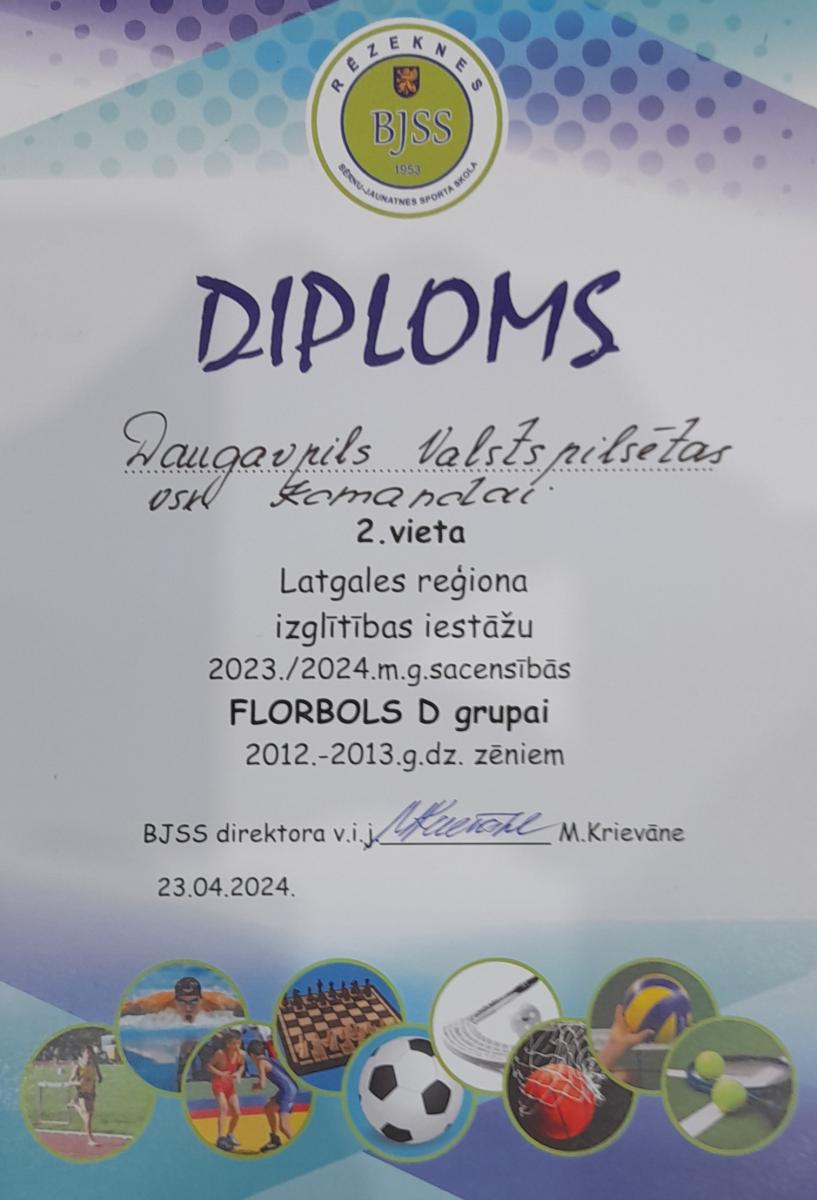 RĒZEKNES
BJSS
1953
BĒRNU-JAUNATNES SPORTA SKOLA
DIPLOMS
Daugavpils Valstspilsētas
vsk komandai
2.vieta
Latgales reģiona
izglītības iestāžu
2023./2024.m.g.sacensībās
FLORBOLS D grupai
2012.-2013.g.dz. zēniem
BJSS direktora v.i.j. M.Krievāne
23.04.2024.